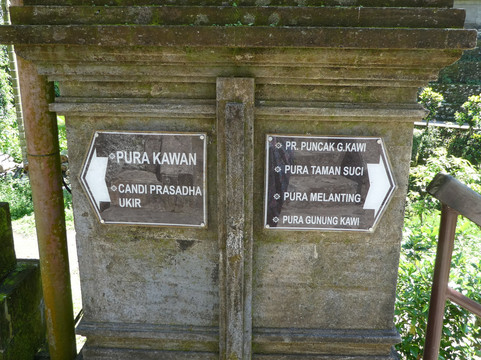 PURA KAWAN
CANDI PRASADHA
UKIR
PR. PUNCAK G.KAWI
PURA TAMAN SUCI
PURA MELANTING
PURA GUNUNG KAWI